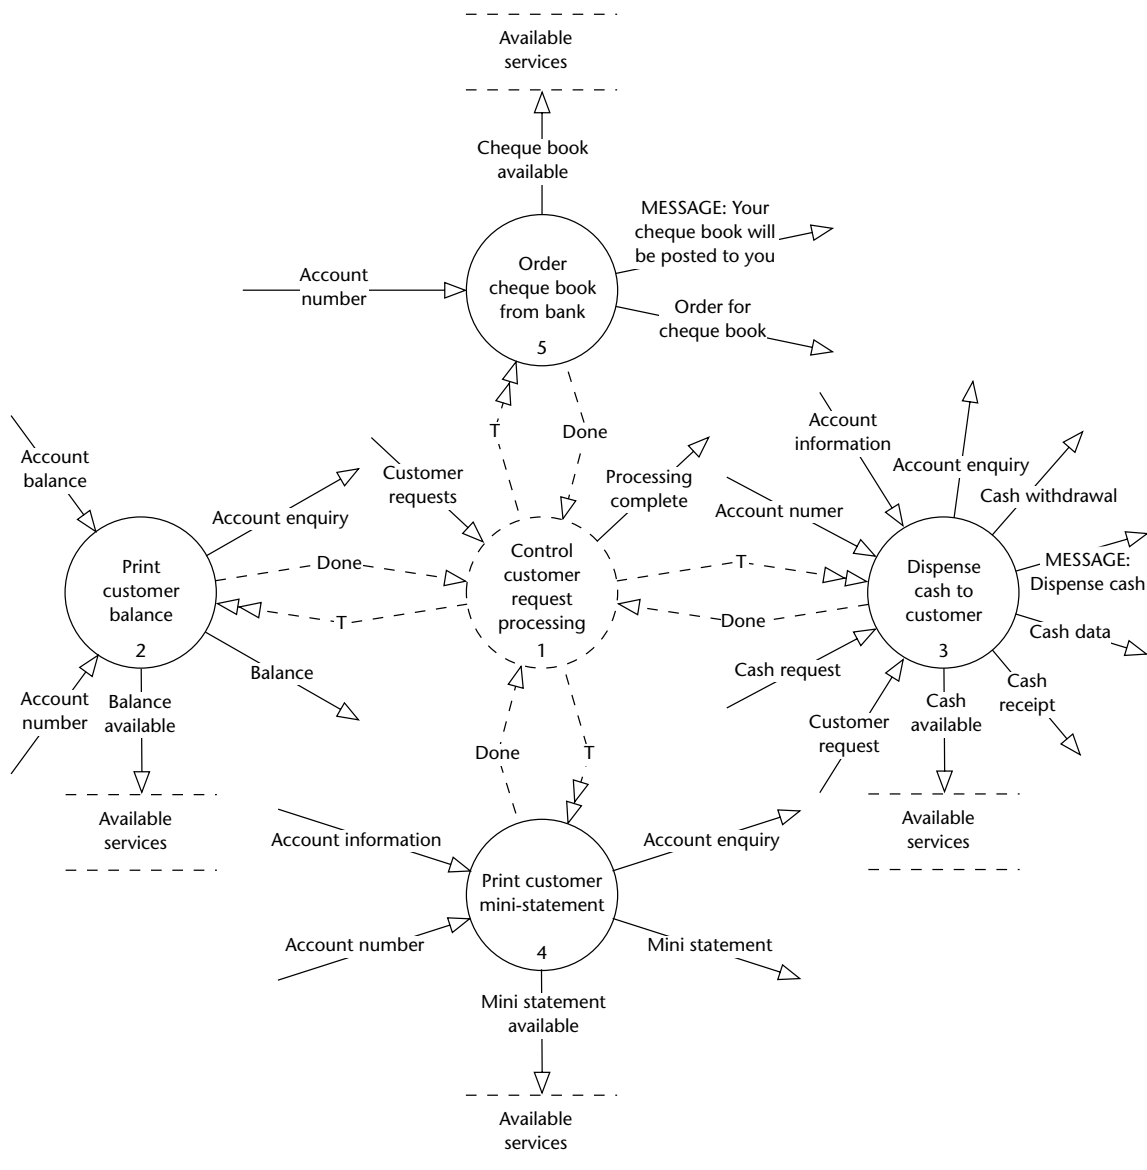 Available
services
Cheque book
available
MESSAGE: Your
cheque book will
be posted to you
Order
cheque book
from bank
5
Account
number
Order for
cheque book
T
Done
Account
information
Account enquiry
Cash withdrawal
Account
balance
Customer
requests
Processing
complete
Account enquiry
Account numer
Print
customer
balance
2
Done
T
Control
customer
request
processing
1
T
Done
Dispense
cash to
customer
3
MESSAGE:
Dispense cash
Cash data
Account
number
Balance
available
Balance
Cash request
Customer
request
Cash
available
Cash
receipt
Done
T
Available
services
Available
services
Account information
Account enquiry
Print customer
mini-statement
4
Account number
Mini statement
Mini statement
available
Available
services